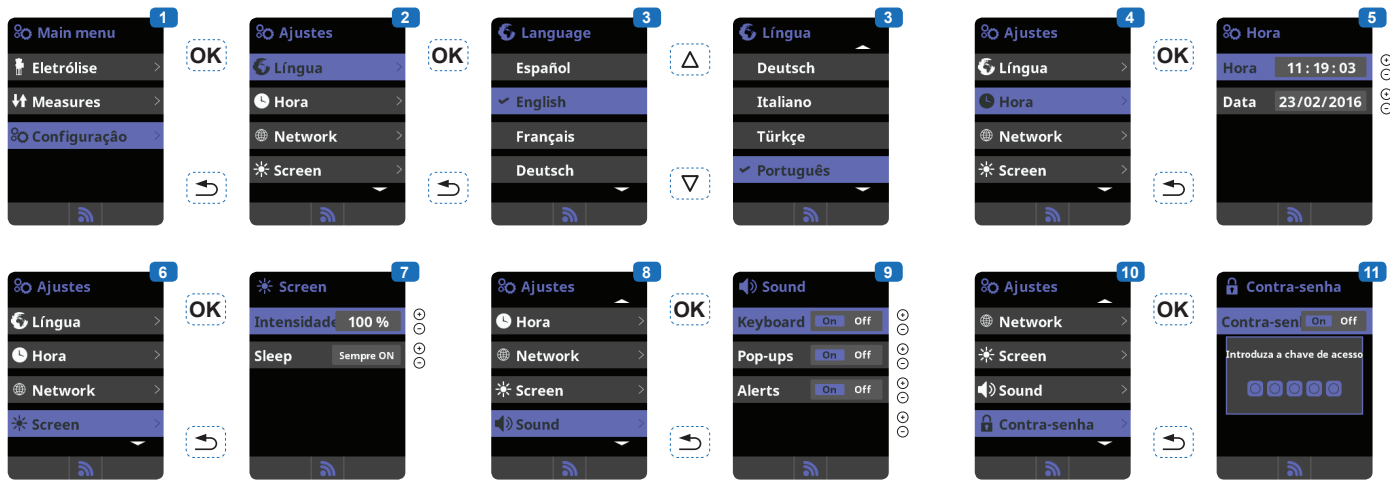 1
Main menu
Eletrólise
Measures
Configuraçâo
OK
2
Ajustes
Língua
Hora
Network
Screen
OK
3
Language
Español
English
Français
Deutsch
3
Língua
Deutsch
Italiano
Türkçe
Português
4
Ajustes
Língua
Hora
Network
Screen
OK
5
Hora
Hora 11 : 19 : 03
Data 23/02/2016
6
Ajustes
Língua
Hora
Network
Screen
OK
7
Screen
Intensidade 100 %
Sleep Sempre ON
8
Ajustes
Hora
Network
Screen
Sound
OK
9
Sound
Keyboard On Off
Pop-ups On Off
Alerts On Off
10
Ajustes
Network
Screen
Sound
Contra-senha
OK
11
Contra-senha
Contra-senh On Off
Introduza a chave de acesso